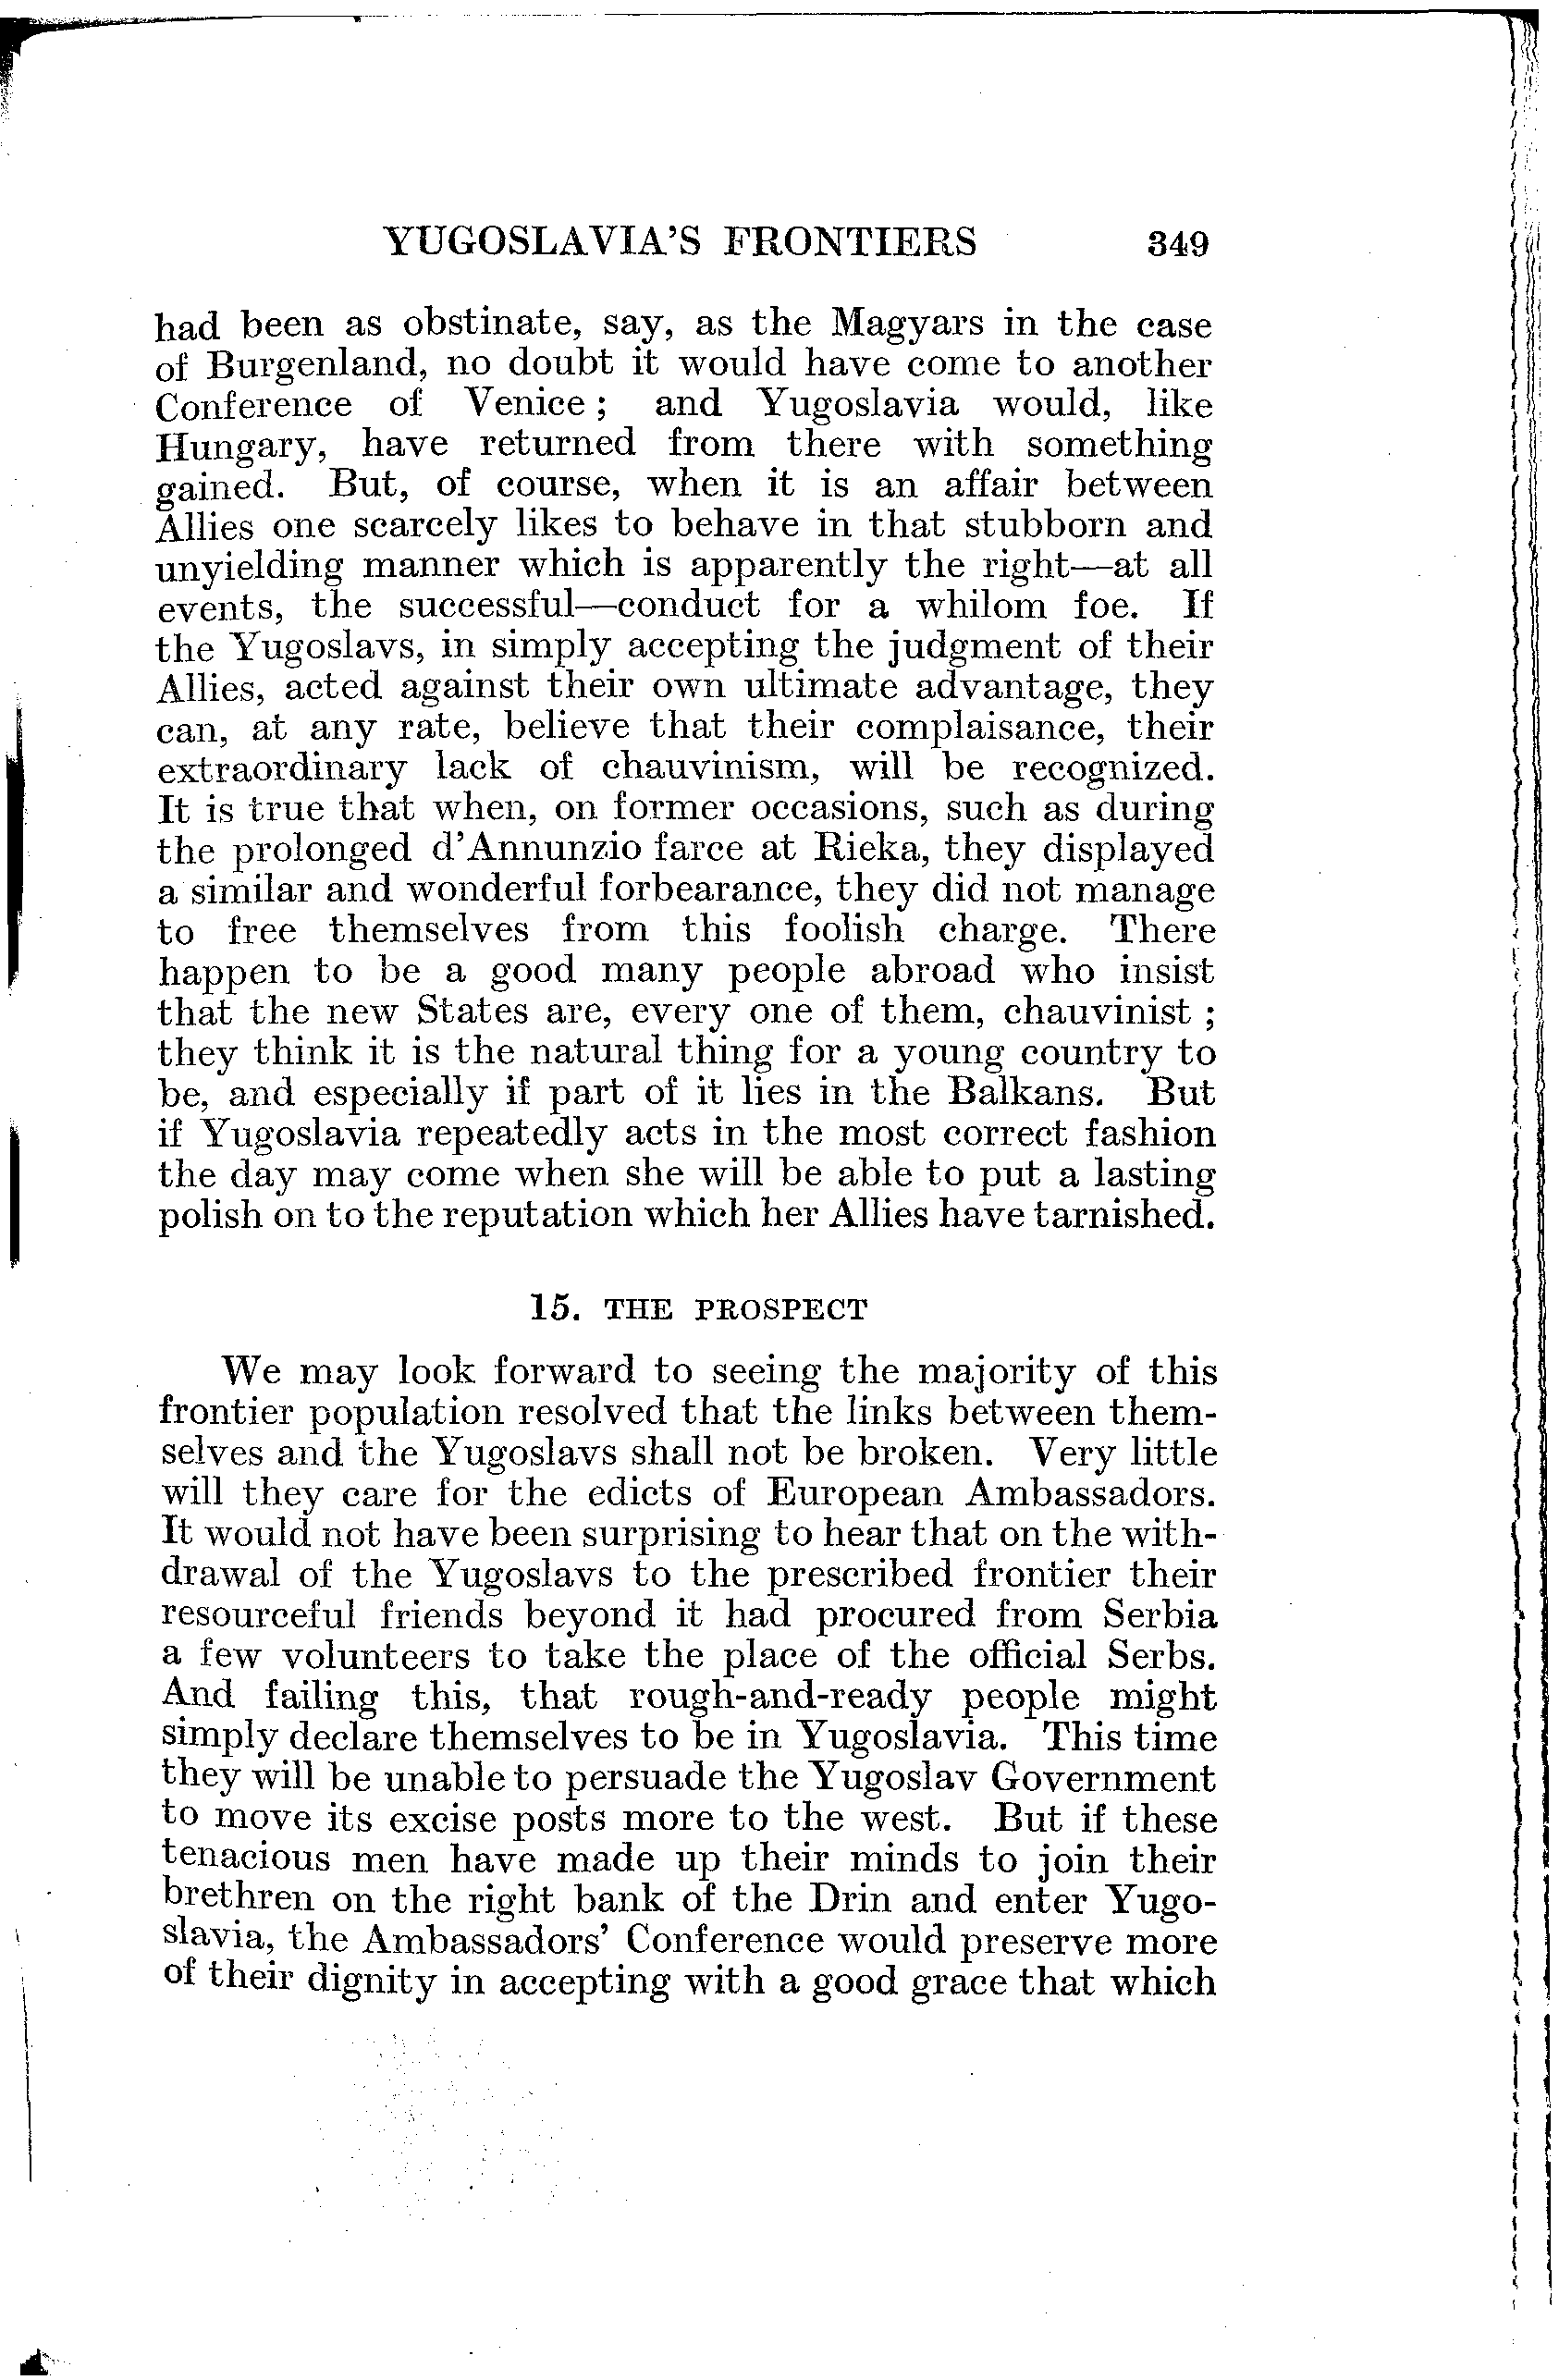 YUGOSLAVIA'S FRONTIERS 349
had been as obstinate, say, as the Magyars in the case
of Burgenland, no doubt it would have come to another
Conference of Venice ; and Yugoslavia would, like
Hungary, have returned from there with something
gained. But, of course, when it is an affair between
Allies one scarcely likes to behave in that stubborn and
unyielding manner which is apparently the right—at all
events, the successful—conduct for a whilom foe. If
the Yugoslavs, in simply accepting the judgment of their
Allies, acted against their own ultimate advantage, they
can, at any rate, believe that their complaisance, their
extraordinary lack of chauvinism, will be recognized.
It is true that when, on former occasions, such as during
the prolonged d'Annunzio farce at Rieka, they displayed
a similar and wonderful forbearance, they did not manage
to free themselves from this foolish charge. There
happen to be a good many people abroad who insist
that the new States are, every one of them, chauvinist ;
they think it is the natural thing for a young country to
be, and especially if part of it lies in the Balkans. But
if Yugoslavia repeatedly acts in the most correct fashion
the day may come when she will be able to put a lasting
polish on to the reputation which her Allies have tarnished.
15. THE PROSPECT
We may look forward to seeing the majority of this
frontier population resolved that the links between them-
selves and the Yugoslavs shall not be broken. Very little
will they care for the edicts of European Ambassadors.
It would not have been surprising to hear that on the with-
drawal of the Yugoslavs to the prescribed frontier their
resourceful friends beyond it had procured from Serbia
a few volunteers to take the place of the official Serbs.
And failing this, that rough-and-ready people might
simply declare themselves to be in Yugoslavia. This time
they will be unable to persuade the Yugoslav Government
to move its excise posts more to the west. But if these
tenacious men have made up their minds to join their
brethren on the right bank of the Drin and enter Yugo-
slavia, the Ambassadors' Conference would preserve more
of their dignity in accepting with a good grace that which